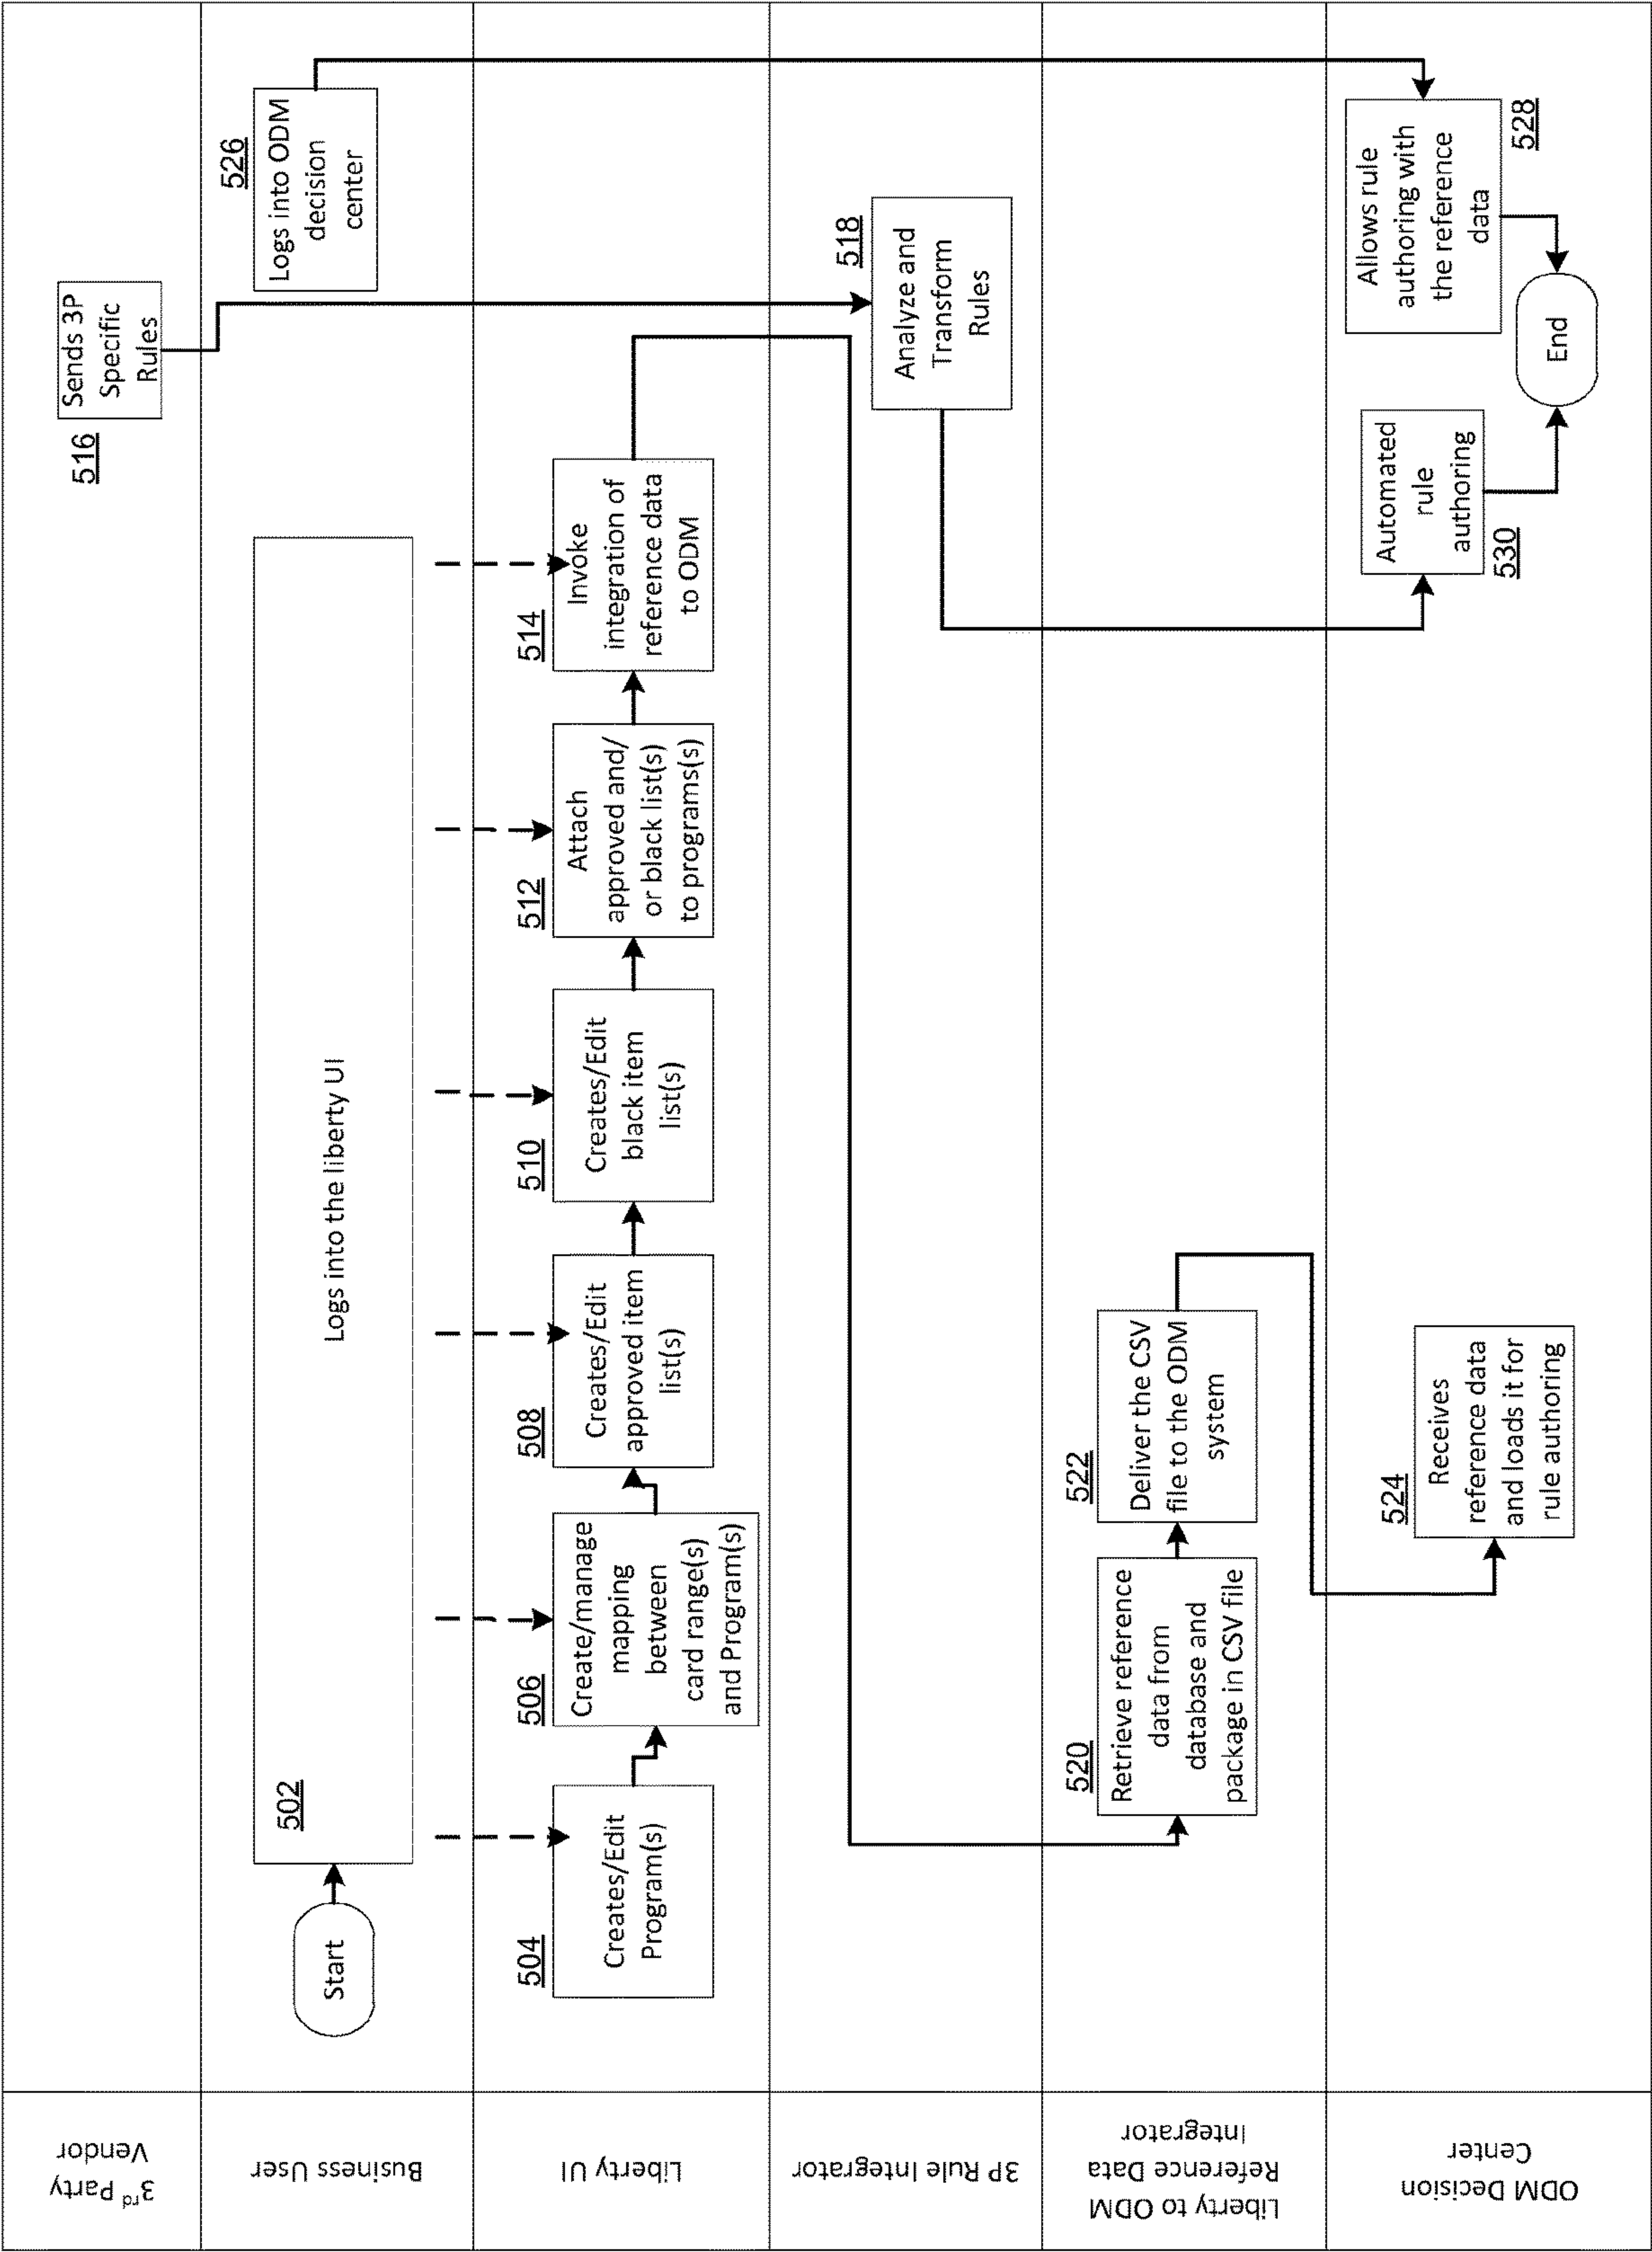 3rd Party
Vendor
516
Sends 3P
Specific
Rules
Business User
Start
502
Logs into the liberty UI
526
Logs into ODM
decision
center
Liberty UI
504
Creates/Edit
Program(s)
506
Create/manage
mapping
between
card range(s)
and Program(s)
508
Creates/Edit
approved item
list(s)
510
Creates/Edit
black item
list(s)
512
Attach
approved and/
or black list(s)
to programs(s)
514
Invoke
integration of
reference data
to ODM
3P Rule Integrator
518
Analyze and
Transform
Rules
Liberty to ODM
Reference Data
Integrator
520
Retrieve reference
data from
database and
package in CSV file
522
Deliver the CSV
file to the ODM
system
ODM Decision
Center
524
Receives
reference data
and loads it for
rule authoring
530
Automated
rule
authoring
528
Allows rule
authoring with
the reference
data
End